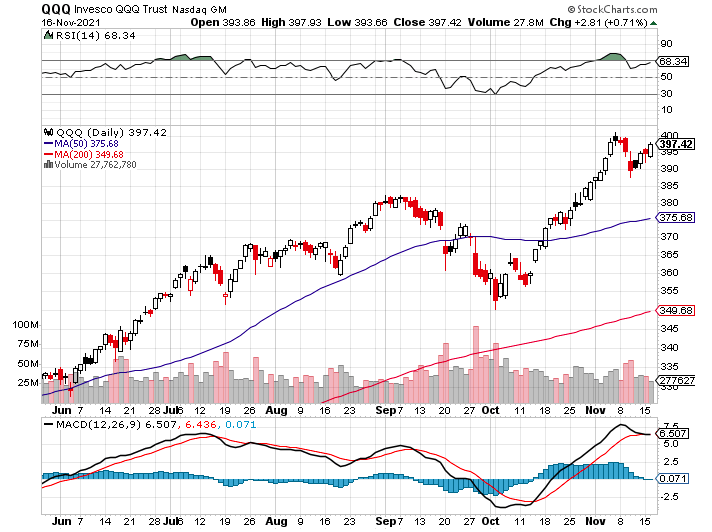 QQQ Invesco QQQ Trust Nasdaq GM © StockCharts.com
16-Nov-2021 Open 393.86 High 397.93 Low 393.66 Close 397.42 Volume 27.8M Chg +2.81 (+0.71%)
RSI(14) 68.34
90
68.34
50
30
10
QQQ (Daily) 397.42
MA(50) 375.68
MA(200) 349.68
Volume 27,762,780
400
397.42
395
390
385
380
375.68
370
365
360
355
349.68
345
340
335
330
277627
100M
75M
50M
25M
Jun 7 14 21 28 Jul 6 12 19 26 Aug 9 16 23 Sep 7 13 20 27 Oct 11 18 25 Nov 8 15
MACD(12,26,9) 6.507, 6.436, 0.071
7.5
6.507
5.0
2.5
0.071
-2.5
Jun 7 14 21 28 Jul 6 12 19 26 Aug 9 16 23 Sep 7 13 20 27 Oct 11 18 25 Nov 8 15